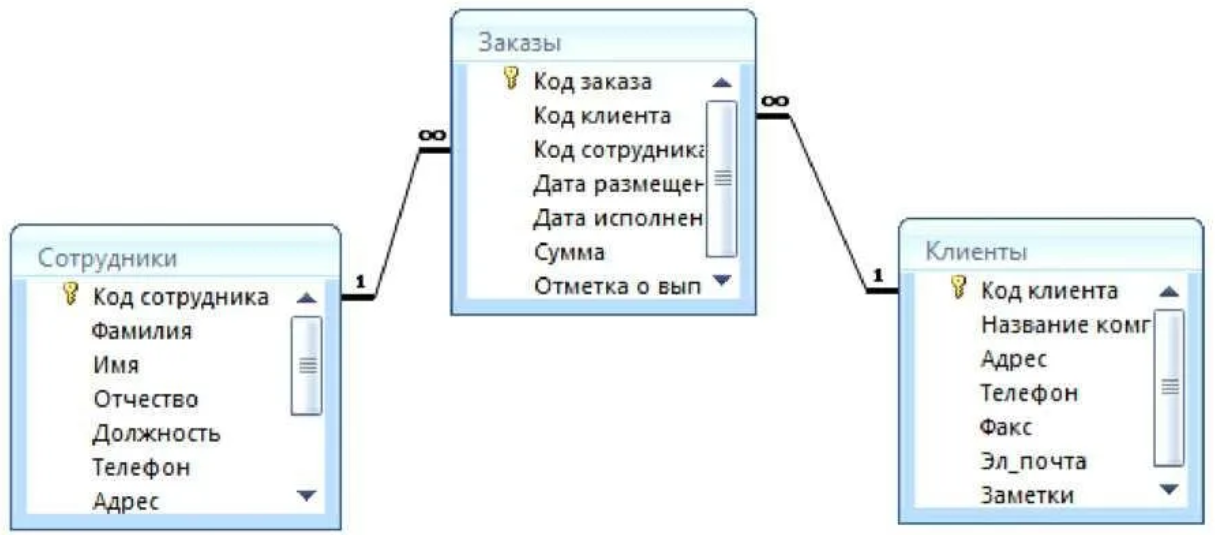 Заказы
Код заказа
Код клиента
Код сотрудника
Дата размещен
Дата исполнен
Сумма
Отметка о вып
∞
∞
Сотрудники
Код сотрудника
Фамилия
Имя
Отчество
Должность
Телефон
Адрес
1
1
Клиенты
Код клиента
Название комп
Адрес
Телефон
Факс
Эл_почта
Заметки